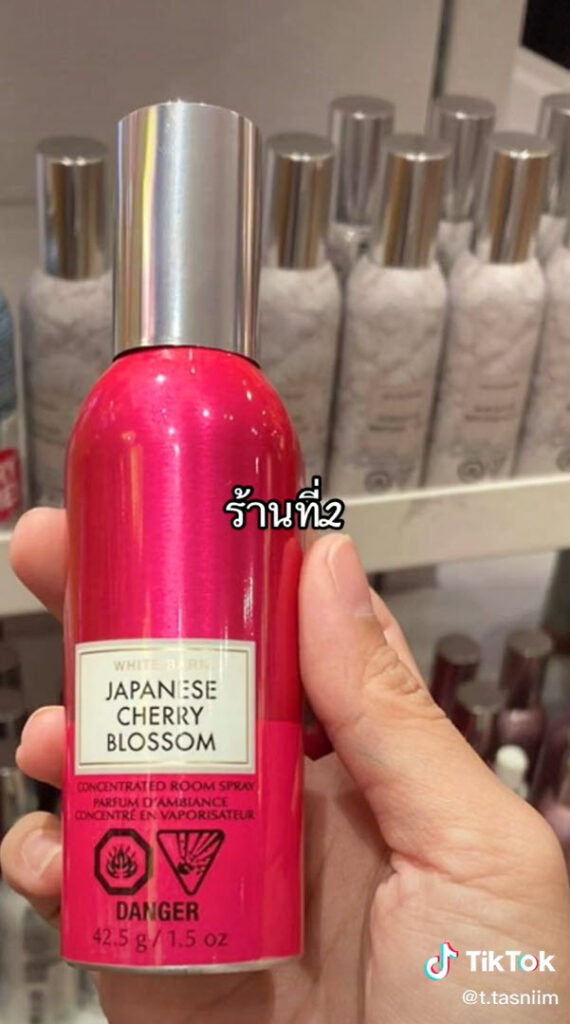 ร้านที่2
WHITE BARN
JAPANESE
CHERRY
BLOSSOM
CONCENTRATED ROOM SPRAY
PARFUM D'AMBIANCE
CONCENTRÉ EN VAPORISATEUR
DANGER
42.5 g / 1.5 oz
TikTok
@t.tasniim